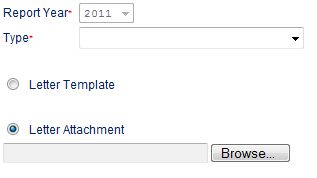 Report Year* 2011
Type*
Letter Template
Letter Attachment
Browse...